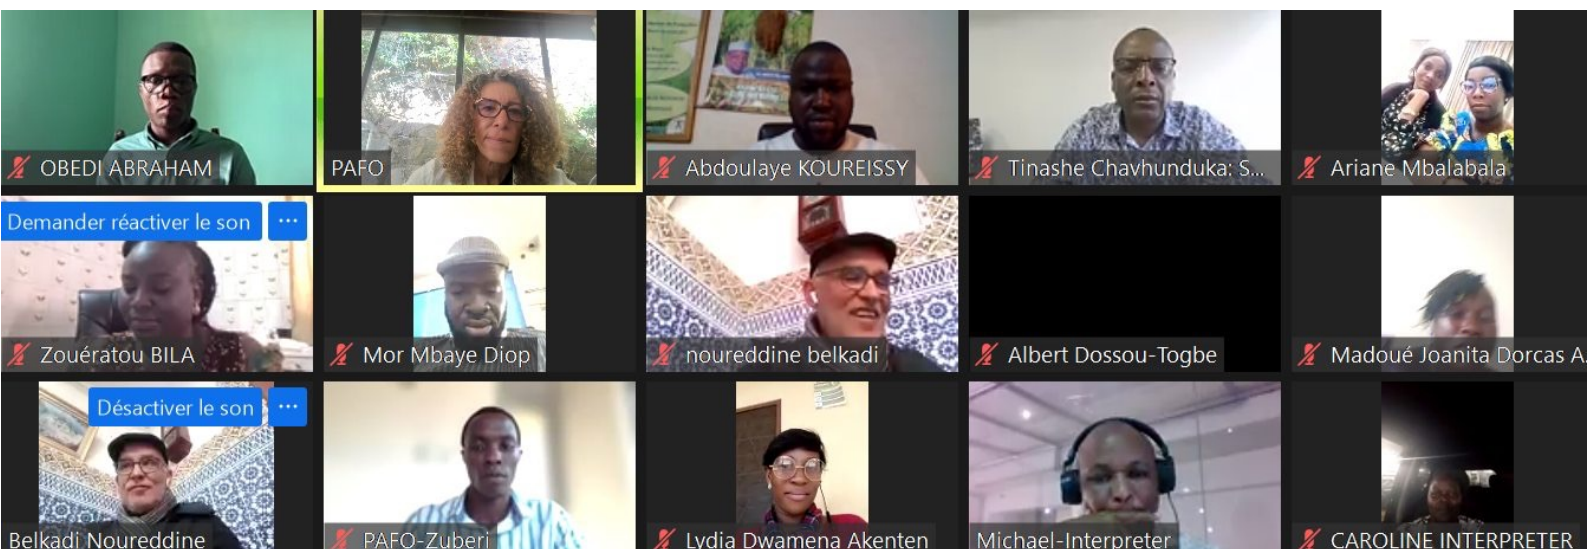 OBEDI ABRAHAM
PAFO
Abdoulaye KOUREISSY
Tinashe Chavhunduka: S...
Ariane Mbalabala
Demander réactiver le son ...
Zouératou BILA
Mor Mbaye Diop
noureddine belkadi
Albert Dossou-Togbe
Madoué Joanita Dorcas A.
Désactiver le son ...
Belkadi Noureddine
PAFO-Zuberi
Lydia Dwamena Akenten
Michael-Interpreter
CAROLINE INTERPRETER